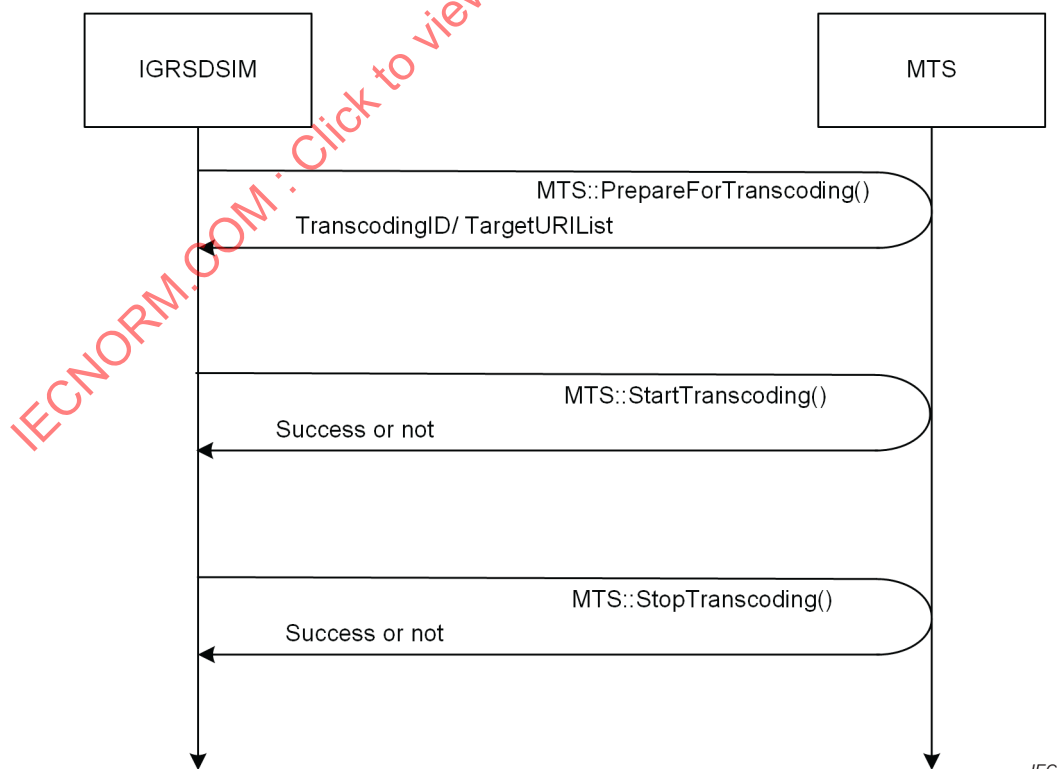 IGRSDSIM
MTS
MTS::PrepareForTranscoding()
TranscodingID/ TargetURIList
MTS::StartTranscoding()
Success or not
MTS::StopTranscoding()
Success or not
IECNORM.COM : Click to view